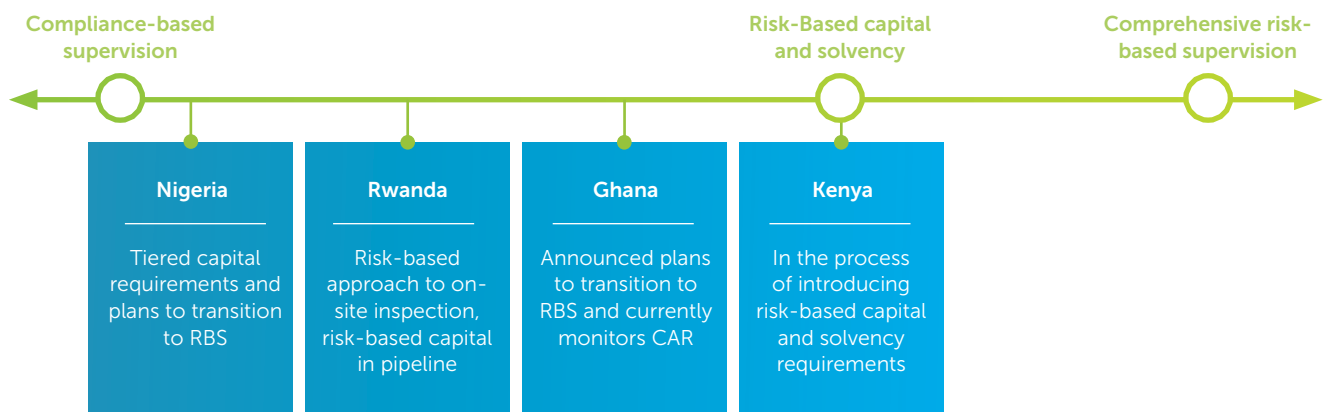 Compliance-based
supervision
Risk-Based capital
and solvency
Comprehensive risk-
based supervision
Nigeria
Tiered capital
requirements and
plans to transition
to RBS
Rwanda
Risk-based
approach to on-
site inspection,
risk-based capital
in pipeline
Ghana
Announced plans
to transition to
RBS and currently
monitors CAR
Kenya
In the process
of introducing
risk-based capital
and solvency
requirements